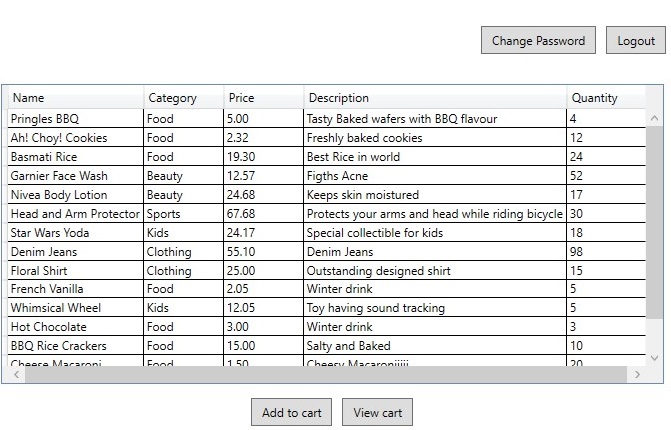 Change Password Logout
Name Category Price Description Quantity
Pringles BBQ Food 5.00 Tasty Baked wafers with BBQ flavour 4
Ah! Choy! Cookies Food 2.32 Freshly baked cookies 12
Basmati Rice Food 19.30 Best Rice in world 24
Garnier Face Wash Beauty 12.57 Figths Acne 52
Nivea Body Lotion Beauty 24.68 Keeps skin moistured 17
Head and Arm Protector Sports 67.68 Protects your arms and head while riding bicycle 30
Star Wars Yoda Kids 24.17 Special collectible for kids 18
Denim Jeans Clothing 55.10 Denim Jeans 98
Floral Shirt Clothing 25.00 Outstanding designed shirt 15
French Vanilla Food 2.05 Winter drink 5
Whimsical Wheel Kids 12.05 Toy having sound tracking 5
Hot Chocolate Food 3.00 Winter drink 3
BBQ Rice Crackers Food 15.00 Salty and Baked 10
Cheese Macaroni Food 1.50 20
Add to cart View cart